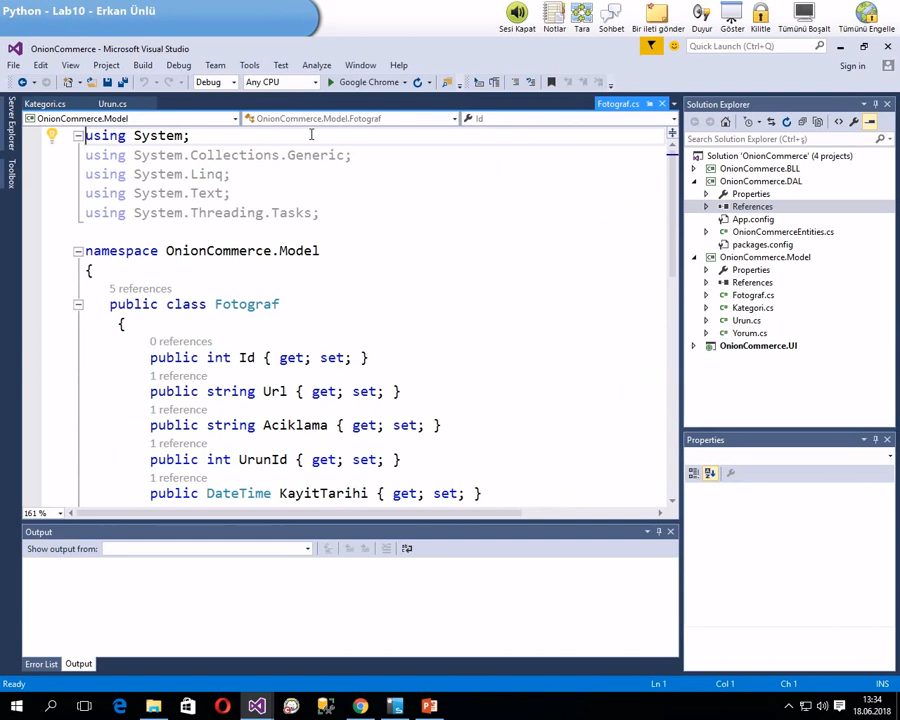 Python - Lab10 - Erkan Ünlü
Sesi Kapat
Notlar
Tara
Sohbet
Bir ileti gönder
Duyur
Göster
Kilitle
Tümünü Boşalt
Tümünü Engelle
OnionCommerce - Microsoft Visual Studio
Quick Launch (Ctrl+Q)
File Edit View Project Build Debug Team Tools Test Analyze Window Help
Sign in
Debug
Any CPU
Google Chrome
Server Explorer
Toolbox
Kategori.cs
Urun.cs
Fotograf.cs
OnionCommerce.Model
OnionCommerce.Model.Fotograf
Id
using System;
using System.Collections.Generic;
using System.Linq;
using System.Text;
using System.Threading.Tasks;
namespace OnionCommerce.Model
{
5 references
public class Fotograf
{
0 references
public int Id { get; set; }
1 reference
public string Url { get; set; }
1 reference
public string Aciklama { get; set; }
1 reference
public int UrunId { get; set; }
1 reference
public DateTime KayitTarihi { get; set; }
161 %
Output
Show output from:
Error List
Output
Solution Explorer
Search Solution Explorer (Ctrl+ş)
Solution 'OnionCommerce' (4 projects)
OnionCommerce.BLL
OnionCommerce.DAL
Properties
References
App.config
OnionCommerceEntities.cs
packages.config
OnionCommerce.Model
Properties
References
Fotograf.cs
Kategori.cs
Urun.cs
Yorum.cs
OnionCommerce.UI
Properties
Ready
Ln 1
Col 1
Ch 1
INS
13:34
18.06.2018